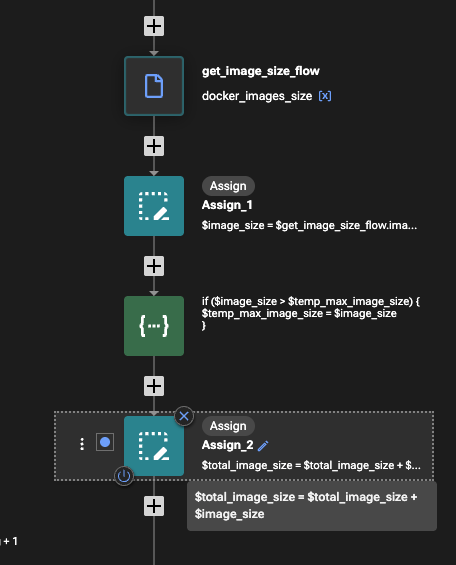 get_image_size_flow
docker_images_size [x]
Assign
Assign_1
$image_size = $get_image_size_flow.ima...
if ($image_size > $temp_max_image_size) {
$temp_max_image_size = $image_size
}
{...}
Assign
Assign_2
$total_image_size = $total_image_size + $...
$total_image_size = $total_image_size +
$image_size
+ 1